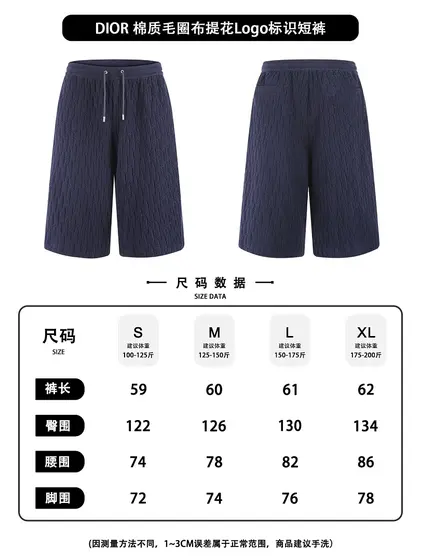 DIOR 棉质毛圈布提花Logo标识短裤
尺码数据
SIZE DATA
尺码 S M L XL
SIZE 建议体重 建议体重 建议体重 建议体重
100-125斤 125-150斤 150-175斤 175-200斤
裤长 59 60 61 62
臀围 122 126 130 134
腰围 74 78 82 86
脚围 72 74 76 78
(因测量方法不同，1~3CM误差属于正常范围，商品建议手洗)